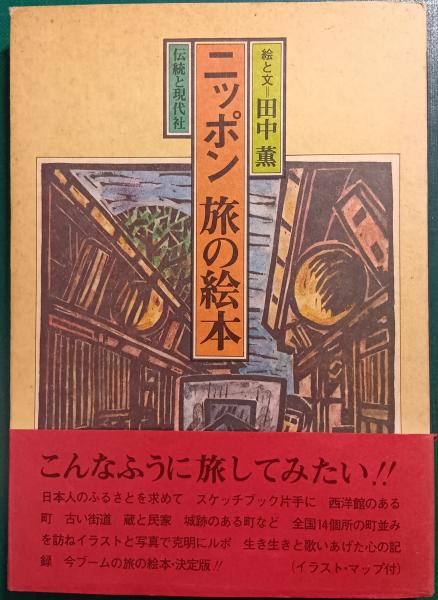 絵と文＝田中 薫
ニッポン 旅の絵本
伝統と現代社
こんなふうに旅してみたい!!
日本人のふるさとを求めて スケッチブック片手に 西洋館のある
町 古い街道 蔵と民家 城跡のある町など 全国14個所の町並み
を訪ねイラストと写真で克明にルポ 生き生きと歌いあげた心の記
録 今ブームの旅の絵本・決定版!! (イラスト・マップ付)